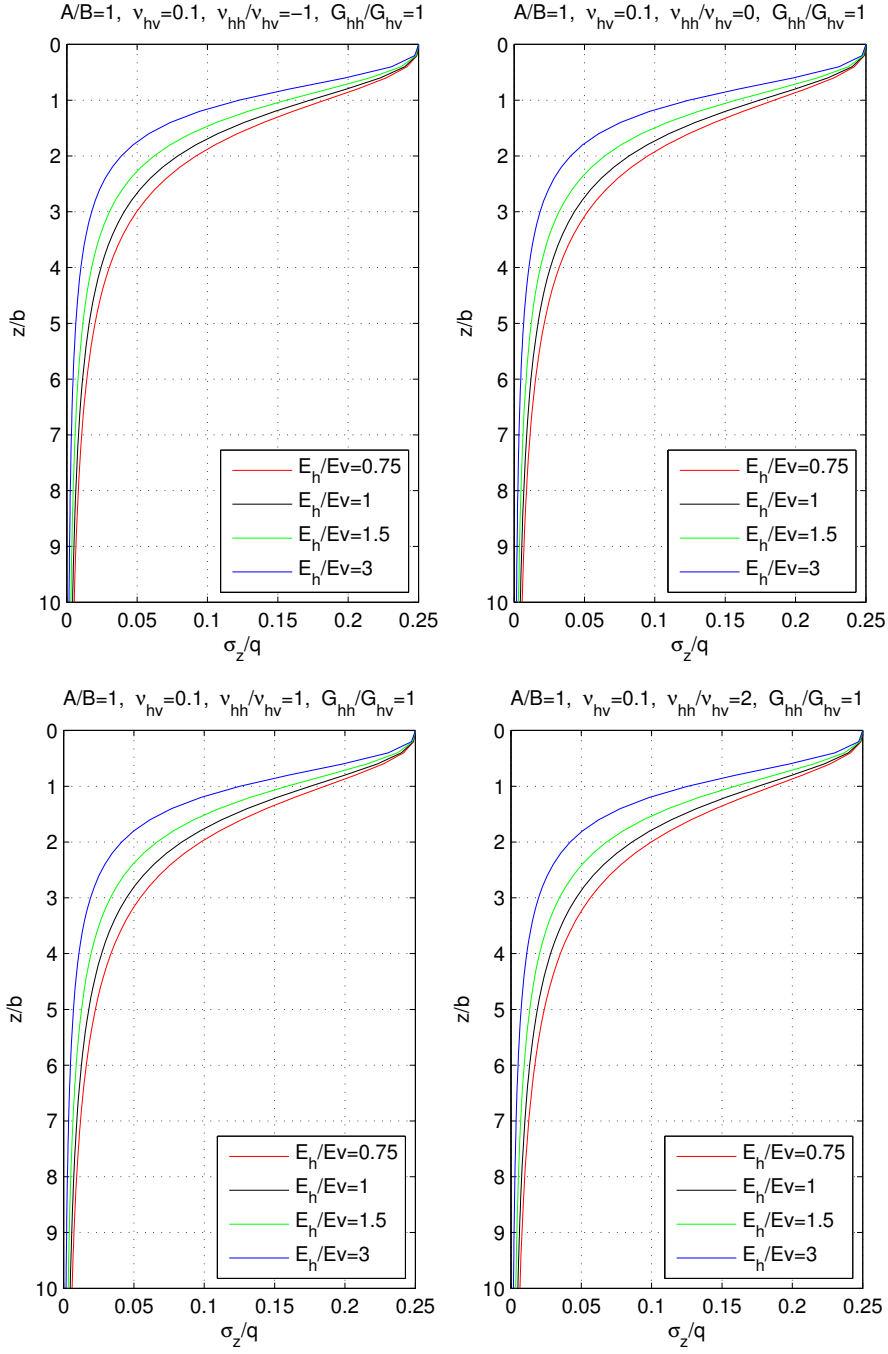 A/B=1, ν_hv=0.1, ν_hh/ν_hv=−1, G_hh/G_hv=1
0
1
2
3
4
5
6
7
8
9
10
z/b
E_h/Ev=0.75
E_h/Ev=1
E_h/Ev=1.5
E_h/Ev=3
0 0.05 0.1 0.15 0.2 0.25
σ_z/q
A/B=1, ν_hv=0.1, ν_hh/ν_hv=0, G_hh/G_hv=1
0
1
2
3
4
5
6
7
8
9
10
z/b
E_h/Ev=0.75
E_h/Ev=1
E_h/Ev=1.5
E_h/Ev=3
0 0.05 0.1 0.15 0.2 0.25
σ_z/q
A/B=1, ν_hv=0.1, ν_hh/ν_hv=1, G_hh/G_hv=1
0
1
2
3
4
5
6
7
8
9
10
z/b
E_h/Ev=0.75
E_h/Ev=1
E_h/Ev=1.5
E_h/Ev=3
0 0.05 0.1 0.15 0.2 0.25
σ_z/q
A/B=1, ν_hv=0.1, ν_hh/ν_hv=2, G_hh/G_hv=1
0
1
2
3
4
5
6
7
8
9
10
z/b
E_h/Ev=0.75
E_h/Ev=1
E_h/Ev=1.5
E_h/Ev=3
0 0.05 0.1 0.15 0.2 0.25
σ_z/q